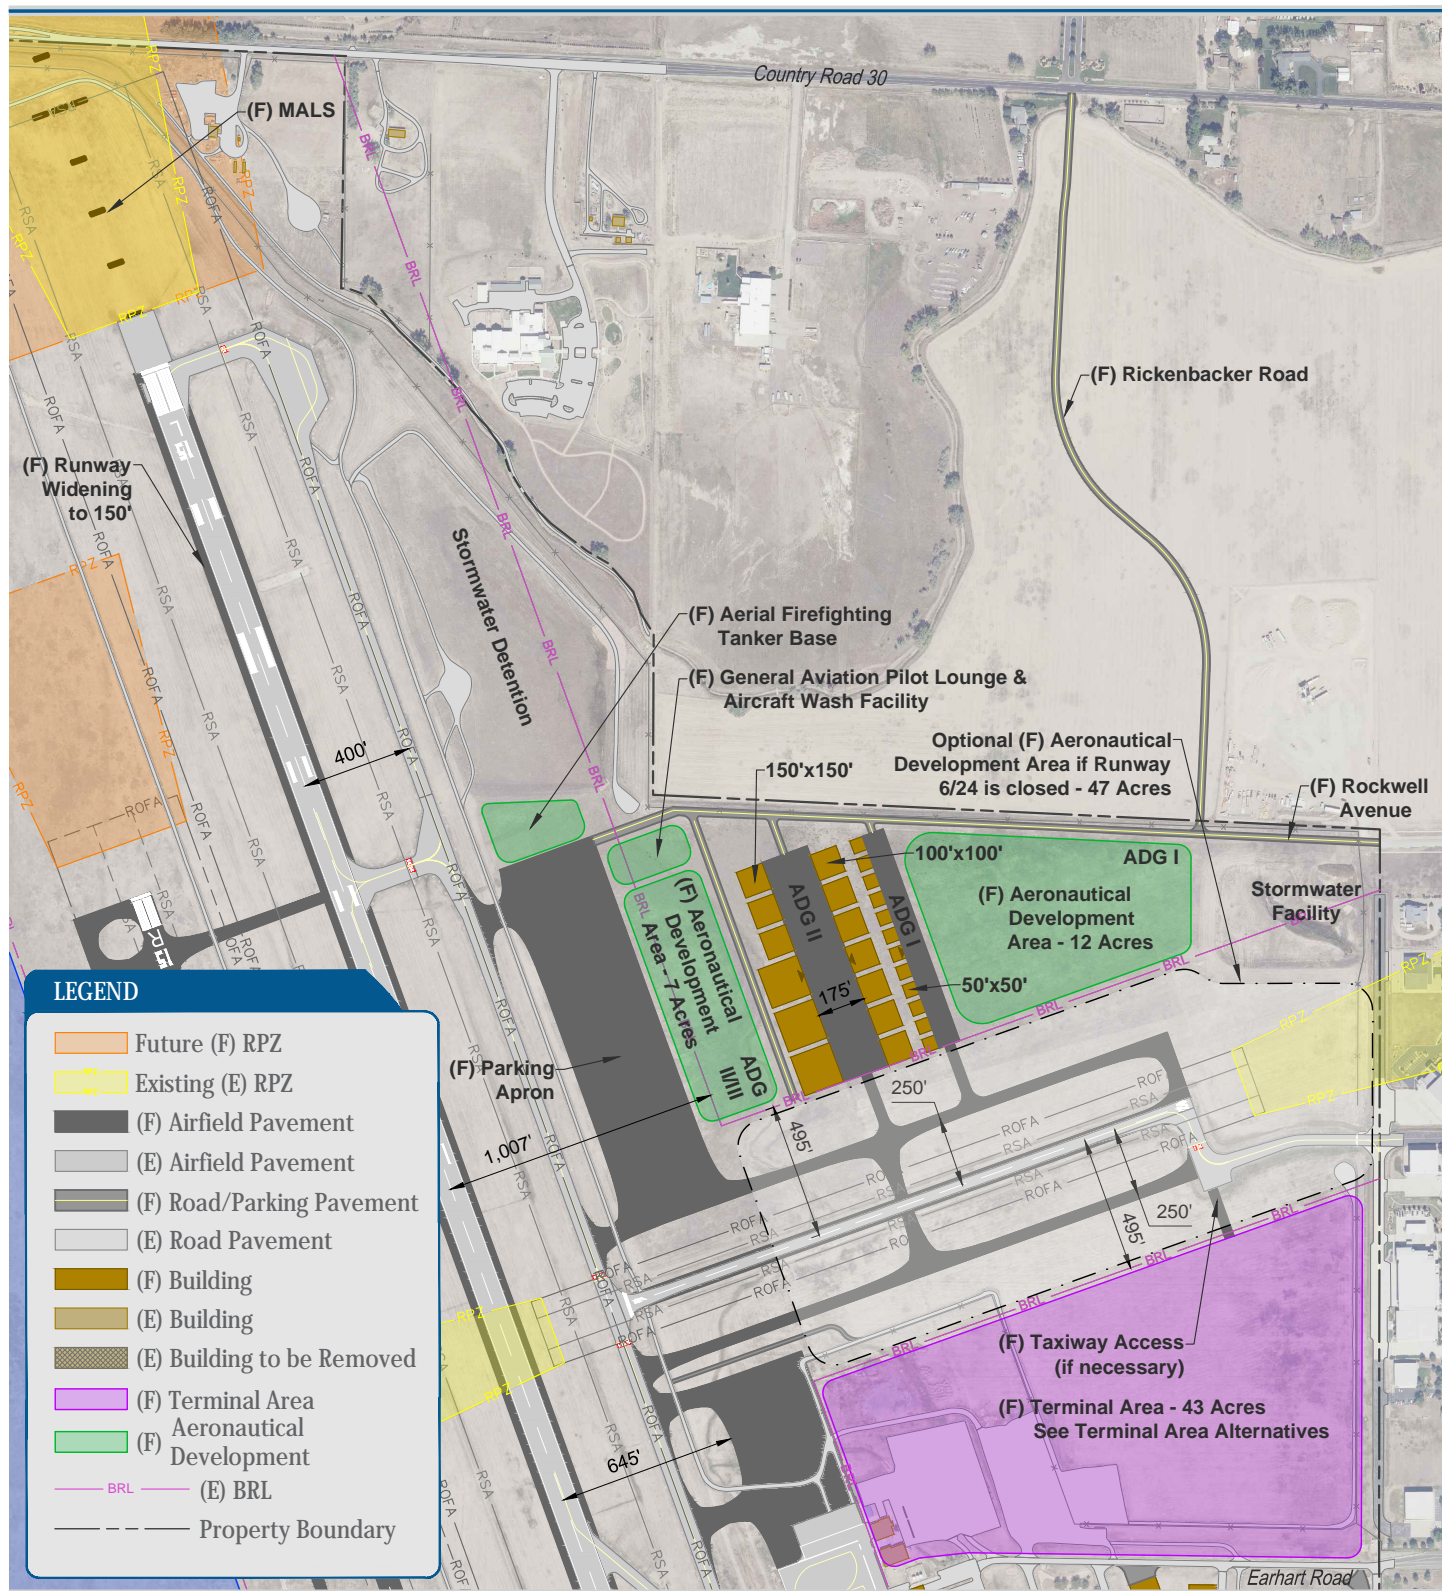 Country Road 30
(F) MALS
(F) Rickenbacker Road
(F) Runway
Widening
to 150'
Stormwater Detention
(F) Aerial Firefighting
Tanker Base
(F) General Aviation Pilot Lounge &
Aircraft Wash Facility
Optional (F) Aeronautical
Development Area if Runway
6/24 is closed - 47 Acres
(F) Rockwell
Avenue
400'
150'x150'
100'x100'
50'x50'
ADG II
ADG I
ADG I
(F) Aeronautical
Development
Area - 12 Acres
Stormwater
Facility
(F) Aeronautical
Development
Area - 7 Acres
ADG
II/III
175'
(F) Parking
Apron
1,007'
495'
250'
495'
250'
645'
(F) Taxiway Access
(if necessary)
(F) Terminal Area - 43 Acres
See Terminal Area Alternatives
Earhart Road
RPZ
RSA
ROFA
BRL
LEGEND
Future (F) RPZ
Existing (E) RPZ
(F) Airfield Pavement
(E) Airfield Pavement
(F) Road/Parking Pavement
(E) Road Pavement
(F) Building
(E) Building
(E) Building to be Removed
(F) Terminal Area
(F) Aeronautical
Development
BRL (E) BRL
Property Boundary